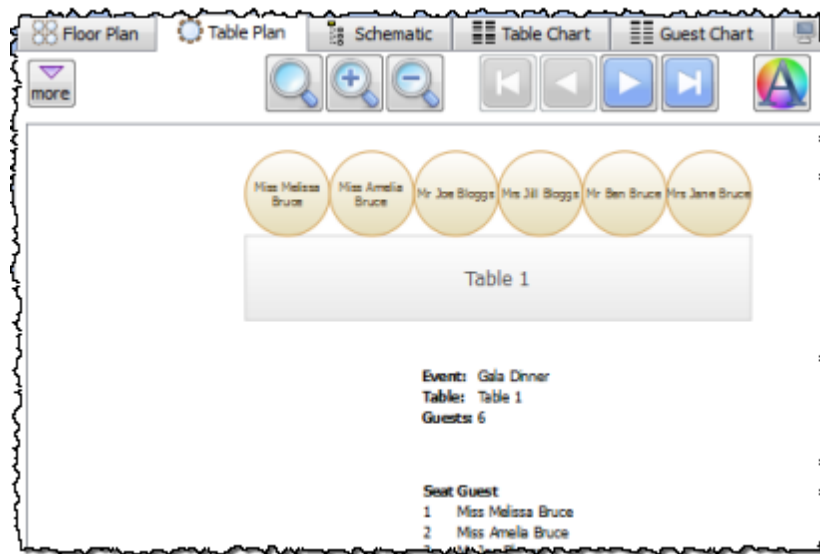 Floor Plan
Table Plan
Schematic
Table Chart
Guest Chart
more
A
Miss Melissa
Bruce
Miss Amelia
Bruce
Mr Joe Bloggs
Mrs Jill Bloggs
Mr Ben Bruce
Mrs Jane Bruce
Table 1
Event: Gala Dinner
Table: Table 1
Guests: 6
Seat Guest
1 Miss Melissa Bruce
2 Miss Amelia Bruce